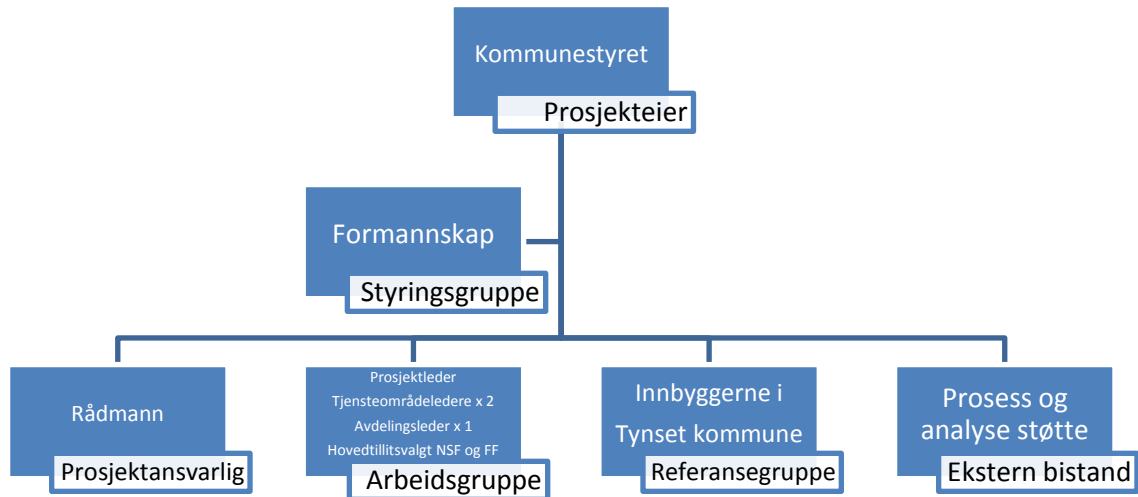 Kommunestyret
Prosjekteier
Formannskap
Styringsgruppe
Rådmann
Prosjektansvarlig
Prosjektleder
Tjensteområdeledere x 2
Avdelingsleder x 1
Hovedtillitsvalgt NSF og FF
Arbeidsgruppe
Innbyggerne i
Tynset kommune
Referansegruppe
Prosess og
analyse støtte
Ekstern bistand